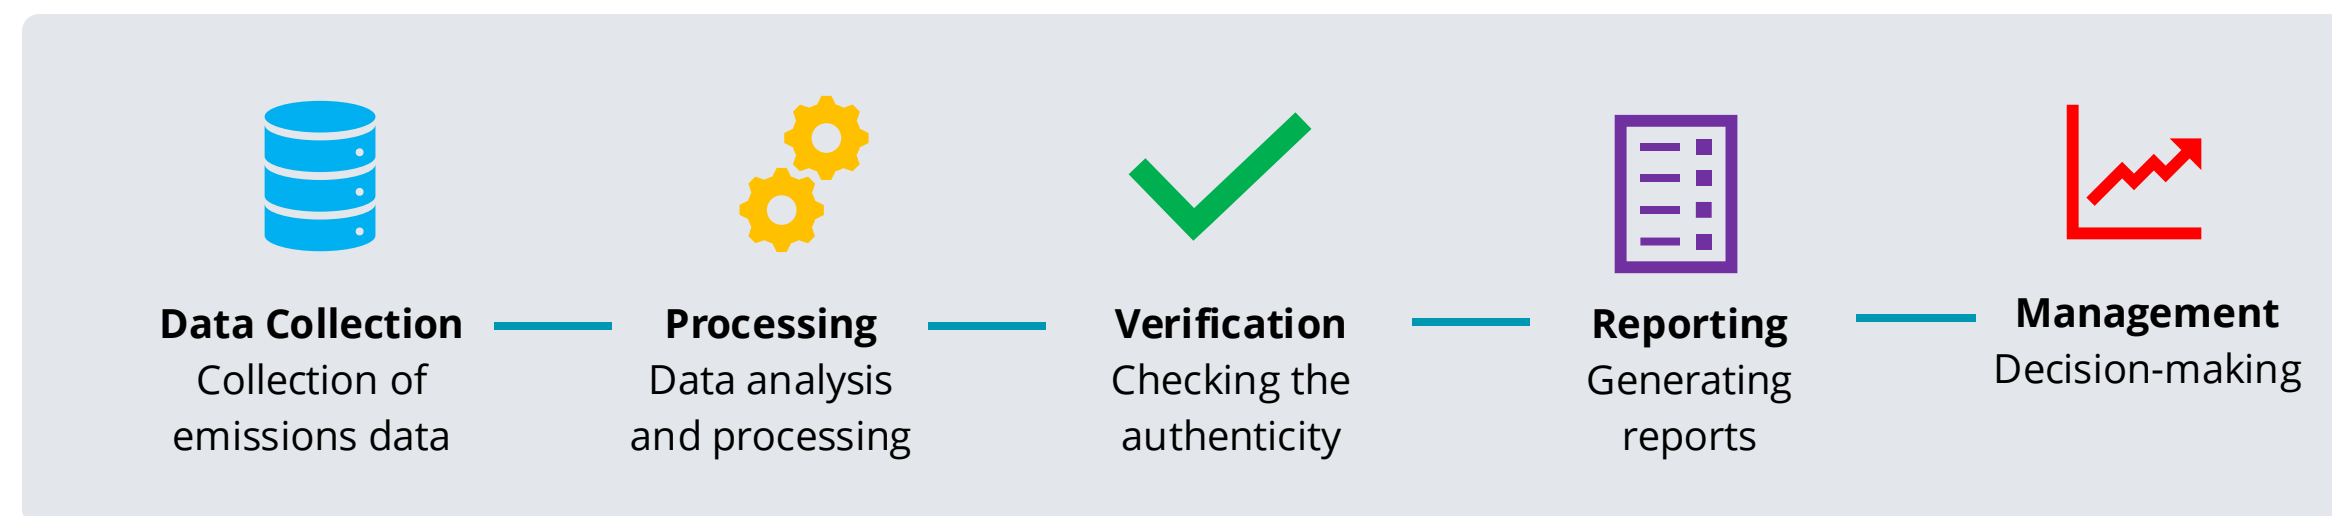 Data Collection
Collection of
emissions data
Processing
Data analysis
and processing
Verification
Checking the
authenticity
Reporting
Generating
reports
Management
Decision-making